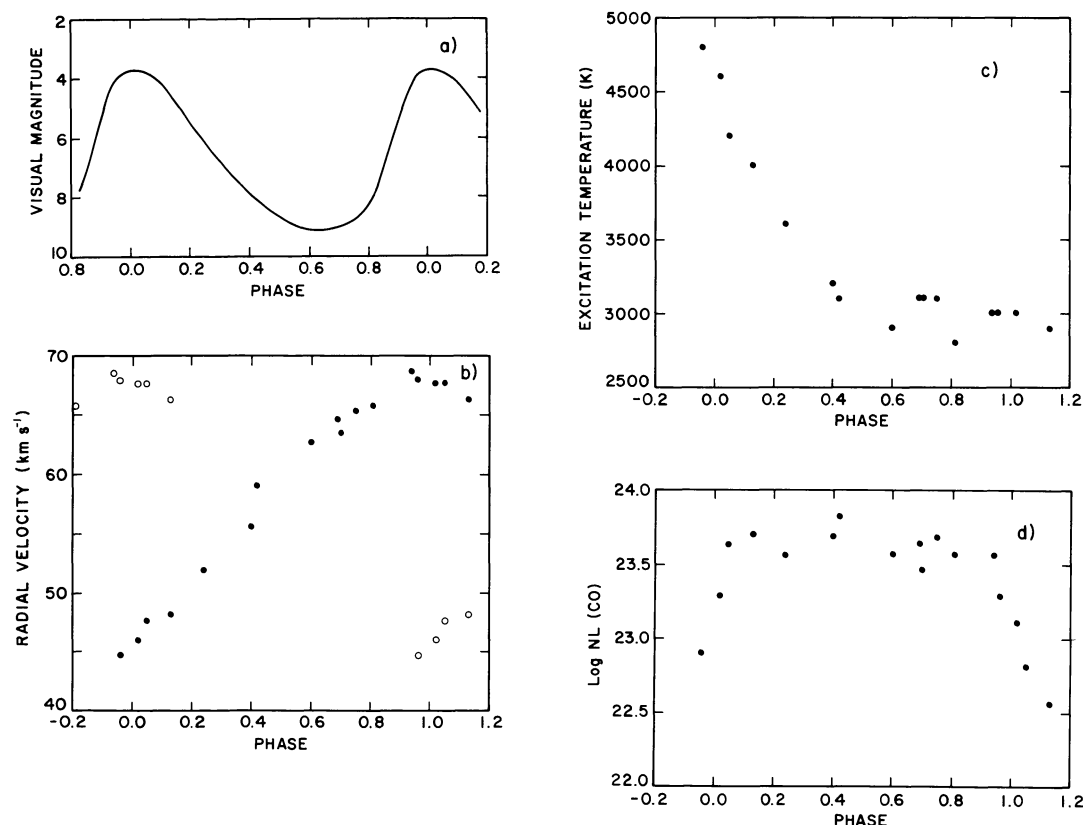 a)
VISUAL MAGNITUDE
2
4
6
8
10
0.8 0.0 0.2 0.4 0.6 0.8 0.0 0.2
PHASE
b)
RADIAL VELOCITY (km s⁻¹)
70
60
50
40
-0.2 0.0 0.2 0.4 0.6 0.8 1.0 1.2
PHASE
c)
EXCITATION TEMPERATURE (K)
5000
4500
4000
3500
3000
2500
-0.2 0.0 0.2 0.4 0.6 0.8 1.0 1.2
PHASE
d)
Log NL (CO)
24.0
23.5
23.0
22.5
22.0
-0.2 0.0 0.2 0.4 0.6 0.8 1.0 1.2
PHASE